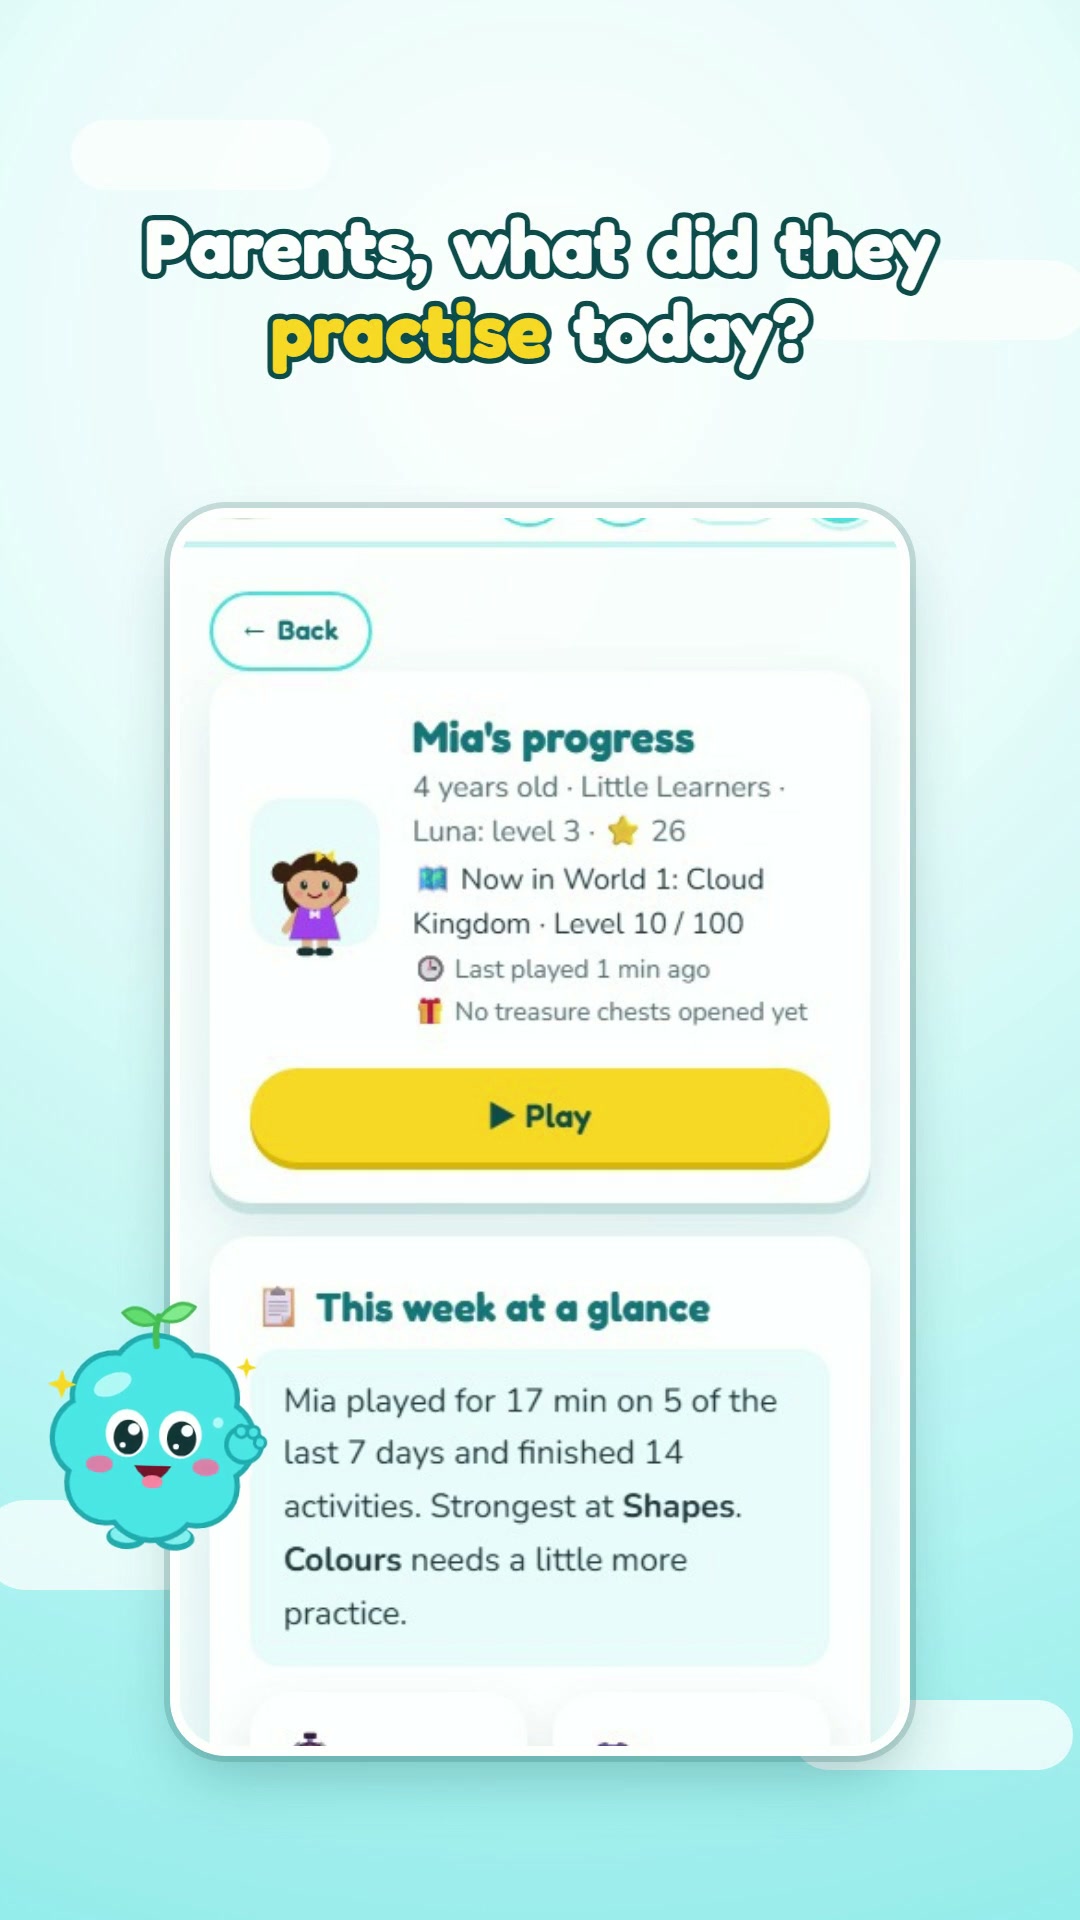 Parents, what did they
practise today?
← Back
Mia's progress
4 years old · Little Learners ·
Luna: level 3 · ⭐ 26
🗺️ Now in World 1: Cloud
Kingdom · Level 10 / 100
🕒 Last played 1 min ago
🎁 No treasure chests opened yet
▶ Play
📋 This week at a glance
Mia played for 17 min on 5 of the
last 7 days and finished 14
activities. Strongest at Shapes.
Colours needs a little more
practice.